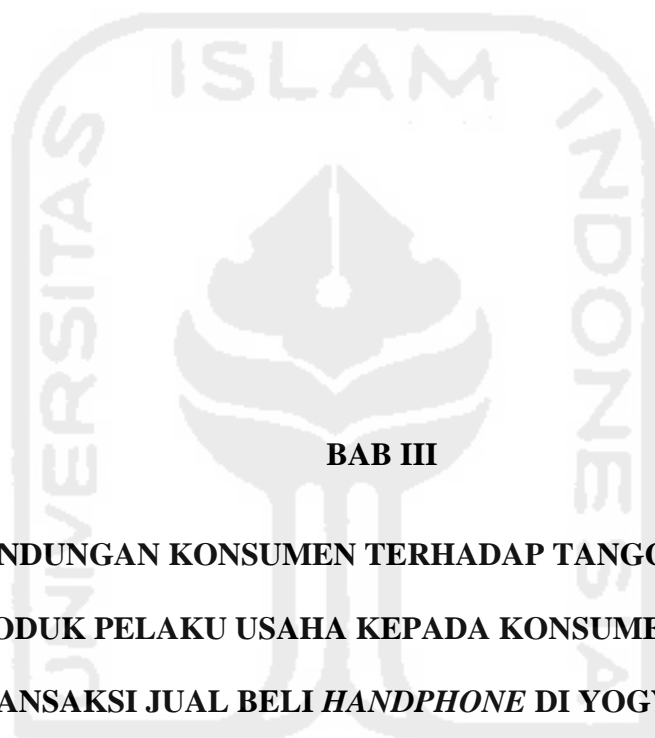 UNIVERSITAS
ISLAM
INDONESIA
BAB III
NDUNGAN KONSUMEN TERHADAP TANGG
ODUK PELAKU USAHA KEPADA KONSUME
ANSAKSI JUAL BELI HANDPHONE DI YOGY